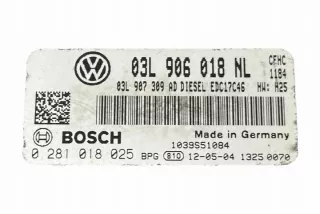 03L 906 018 NL
CFHC
1184
03L 907 309 AD DIESEL EDC17C46
HW: H25
BOSCH
Made in Germany
1039S51084
0 281 018 025 BPG 810 12-05-04 132S 0070